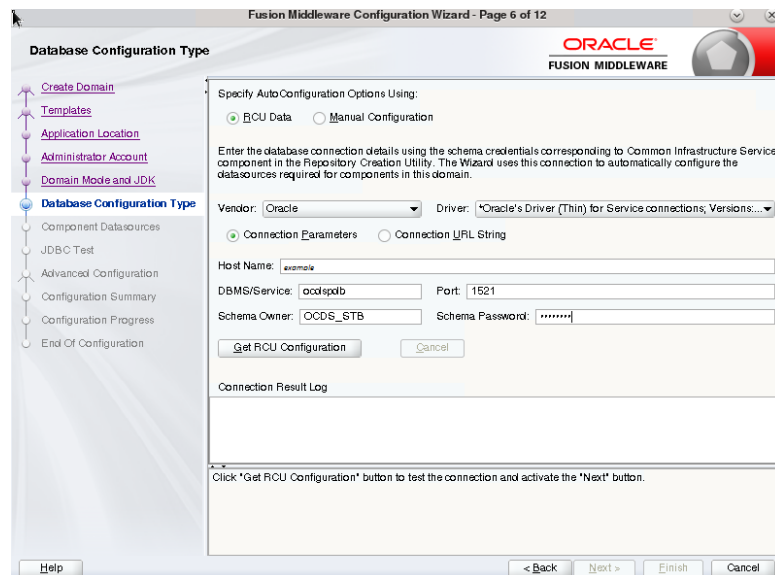 Fusion Middleware Configuration Wizard - Page 6 of 12
Database Configuration Type
ORACLE
FUSION MIDDLEWARE
Create Domain
Templates
Application Location
Administrator Account
Domain Mode and JDK
Database Configuration Type
Component Datasources
JDBC Test
Advanced Configuration
Configuration Summary
Configuration Progress
End Of Configuration
Specify AutoConfiguration Options Using:
RCU Data Manual Configuration
Enter the database connection details using the schema credentials corresponding to Common Infrastructure Service
component in the Repository Creation Utility. The Wizard uses this connection to automatically configure the
datasources required for components in this domain.
Vendor: Oracle Driver: *Oracle's Driver (Thin) for Service connections; Versions:...
Connection Parameters Connection URL String
Host Name: example
DBMS/Service: ocdspdb Port: 1521
Schema Owner: OCDS_STB Schema Password: ••••••••
Get RCU Configuration Cancel
Connection Result Log
Click "Get RCU Configuration" button to test the connection and activate the "Next" button.
Help < Back Next > Finish Cancel